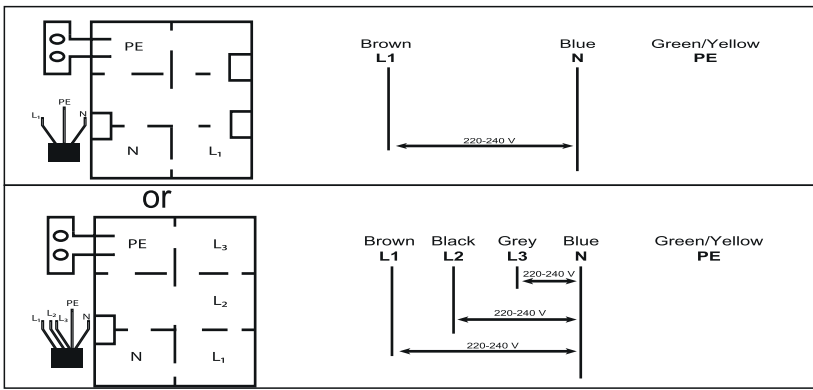 PE
L₁ PE N
N L₁
Brown Blue Green/Yellow
L1 N PE
220-240 V
or
PE L₃
L₂
L₁ L₂ L₃ PE N
N L₁
Brown Black Grey Blue Green/Yellow
L1 L2 L3 N PE
220-240 V
220-240 V
220-240 V